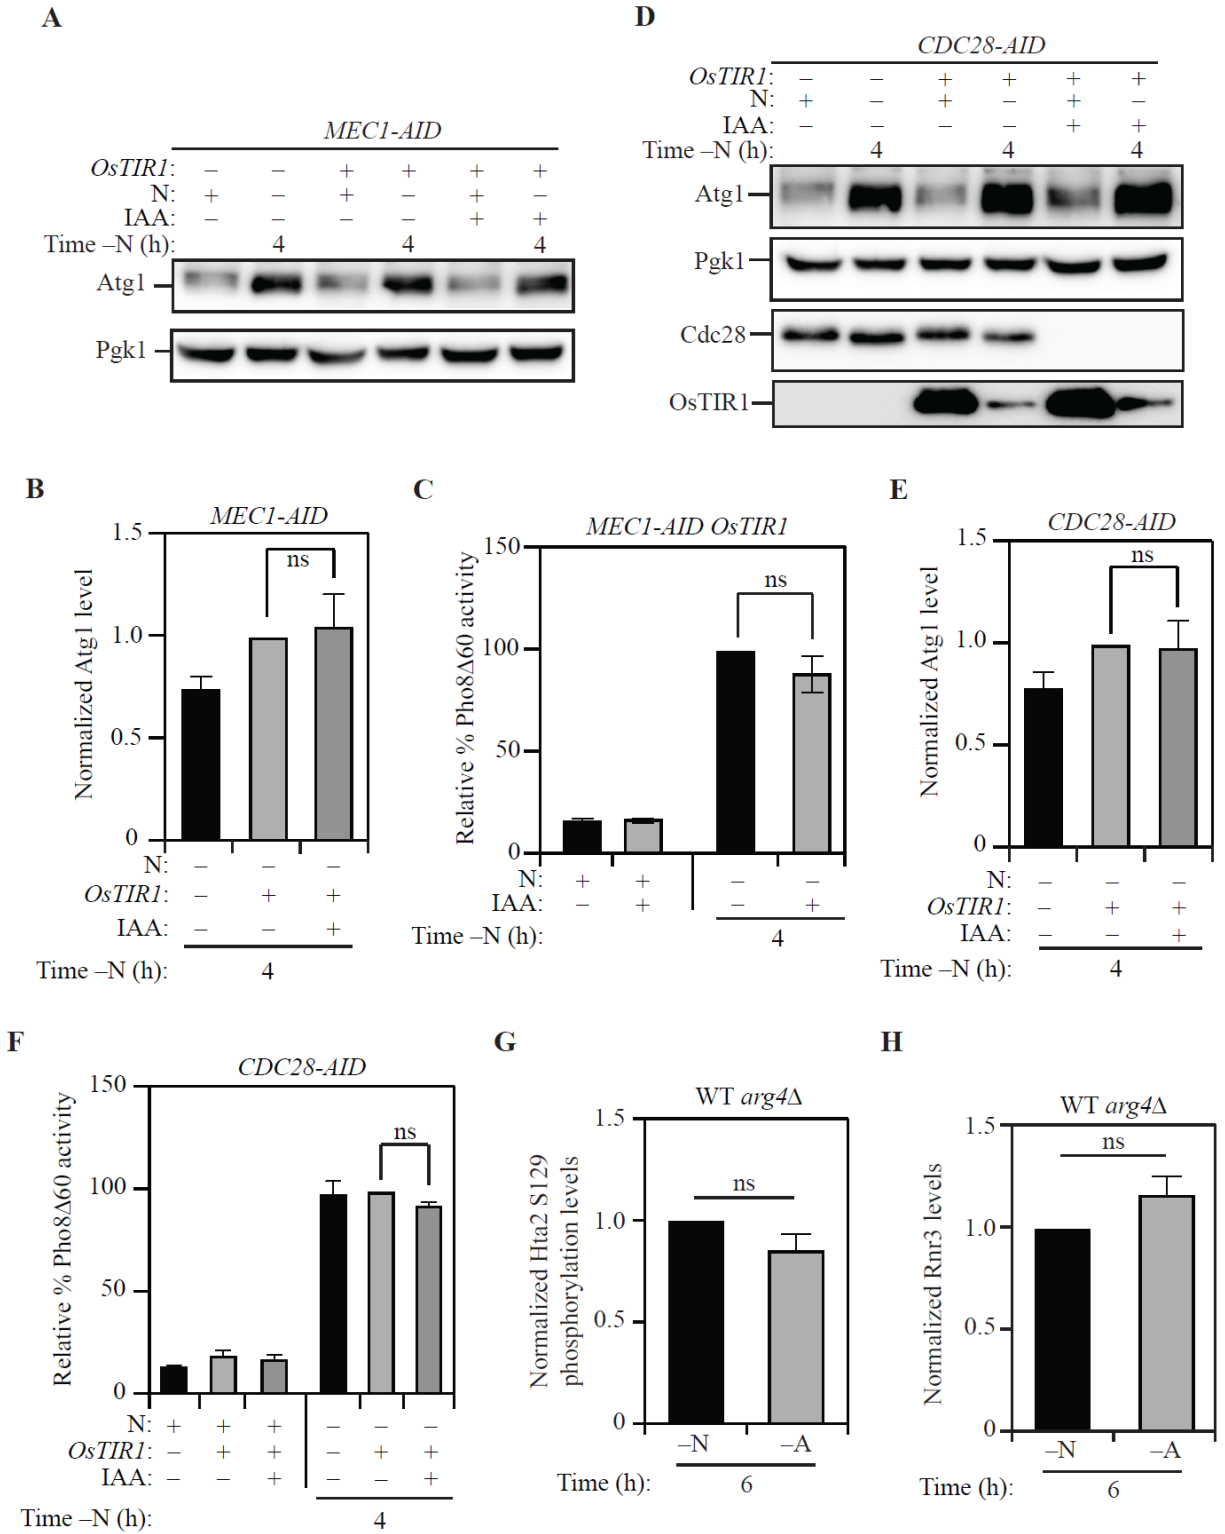 A
MEC1-AID
OsTIR1: – – + + + +
N: + – + – + –
IAA: – – – – + +
Time –N (h): 4 4 4
Atg1
Pgk1
D
CDC28-AID
OsTIR1: – – + + + +
N: + – + – + –
IAA: – – – – + +
Time –N (h): 4 4 4
Atg1
Pgk1
Cdc28
OsTIR1
B
MEC1-AID
Normalized Atg1 level
1.5
1.0
0.5
0
ns
N: – – –
OsTIR1: – + +
IAA: – – +
Time –N (h): 4
C
MEC1-AID OsTIR1
Relative % Pho8Δ60 activity
150
100
50
0
ns
N: + + – –
IAA: – + – +
Time –N (h): 4
E
CDC28-AID
Normalized Atg1 level
1.5
1.0
0.5
0
ns
N: – – –
OsTIR1: – + +
IAA: – – +
Time –N (h): 4
F
CDC28-AID
Relative % Pho8Δ60 activity
150
100
50
0
ns
N: + + + – – –
OsTIR1: – + + – + +
IAA: – – + – – +
Time –N (h): 4
G
WT arg4Δ
Normalized Hta2 S129
phosphorylation levels
1.5
1.0
0.5
0
ns
–N –A
Time (h): 6
H
WT arg4Δ
Normalized Rnr3 levels
1.5
1.0
0.5
0
ns
–N –A
Time (h): 6